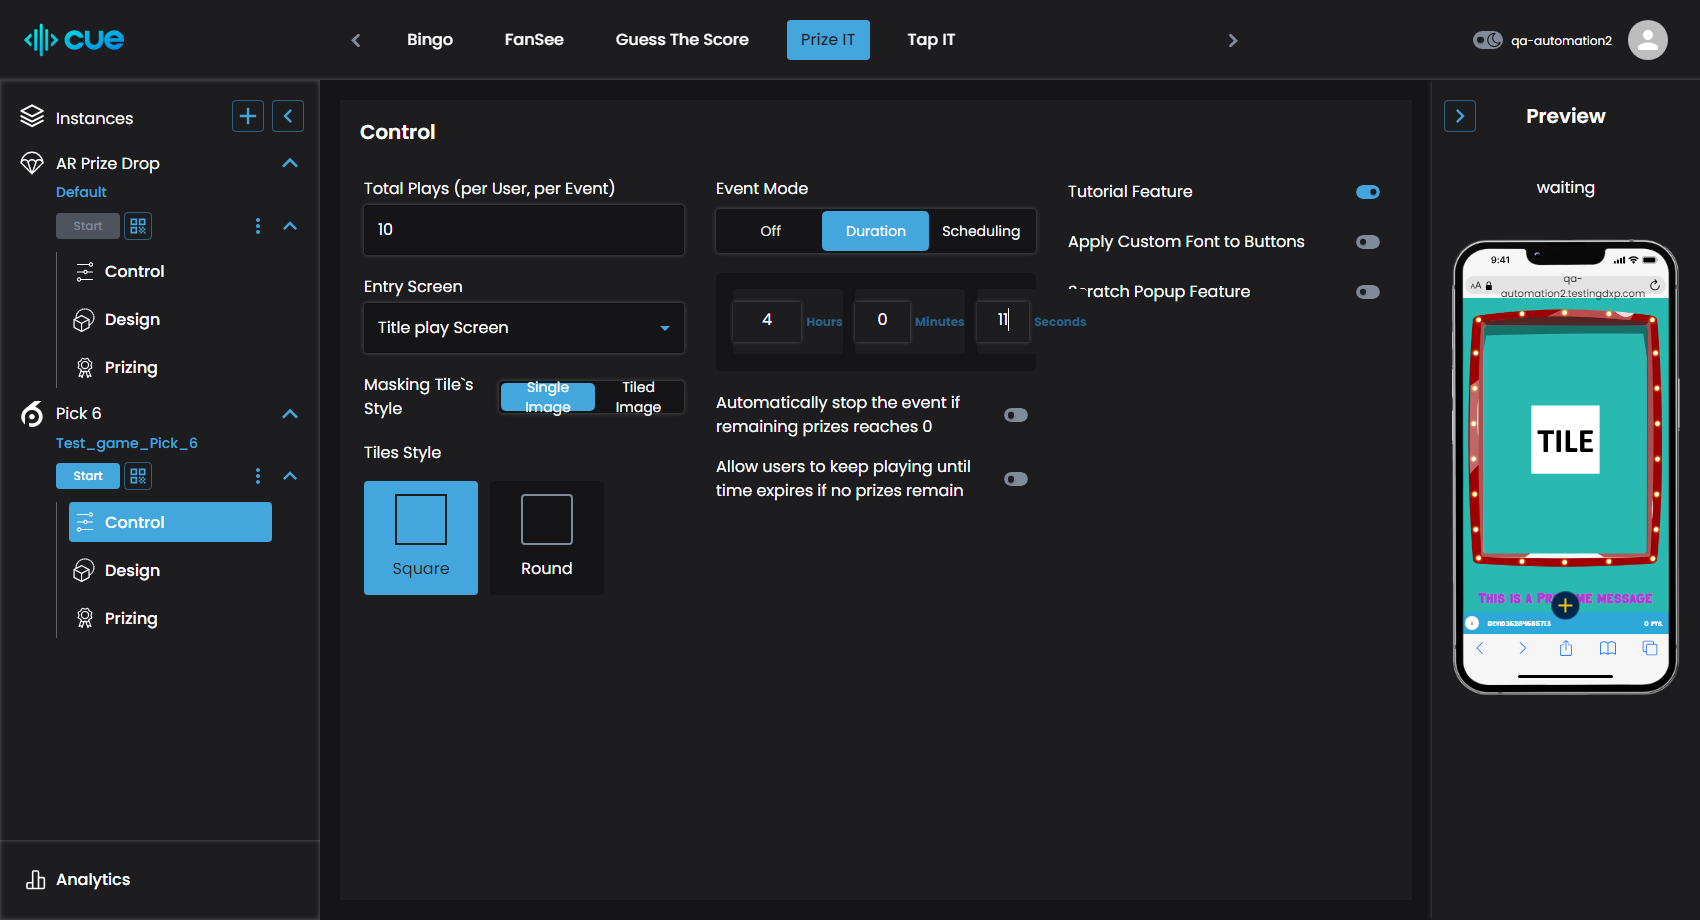 cue
Bingo
FanSee
Guess The Score
Prize IT
Tap IT
qa-automation2
Instances
AR Prize Drop
Default
Start
Control
Design
Prizing
Pick 6
Test_game_Pick_6
Start
Control
Design
Prizing
Analytics
Control
Total Plays (per User, per Event)
10
Entry Screen
Title play Screen
Masking Tile`s
Style
Single
Image
Tiled
Image
Tiles Style
Square
Round
Event Mode
Off
Duration
Scheduling
4
Hours
0
Minutes
11
Seconds
Automatically stop the event if
remaining prizes reaches 0
Allow users to keep playing until
time expires if no prizes remain
Tutorial Feature
Apply Custom Font to Buttons
Scratch Popup Feature
Preview
waiting
9:41
AA
qa-
automation2.testingdxp.com
TILE
THIS IS A
MESSAGE
0 PTS.